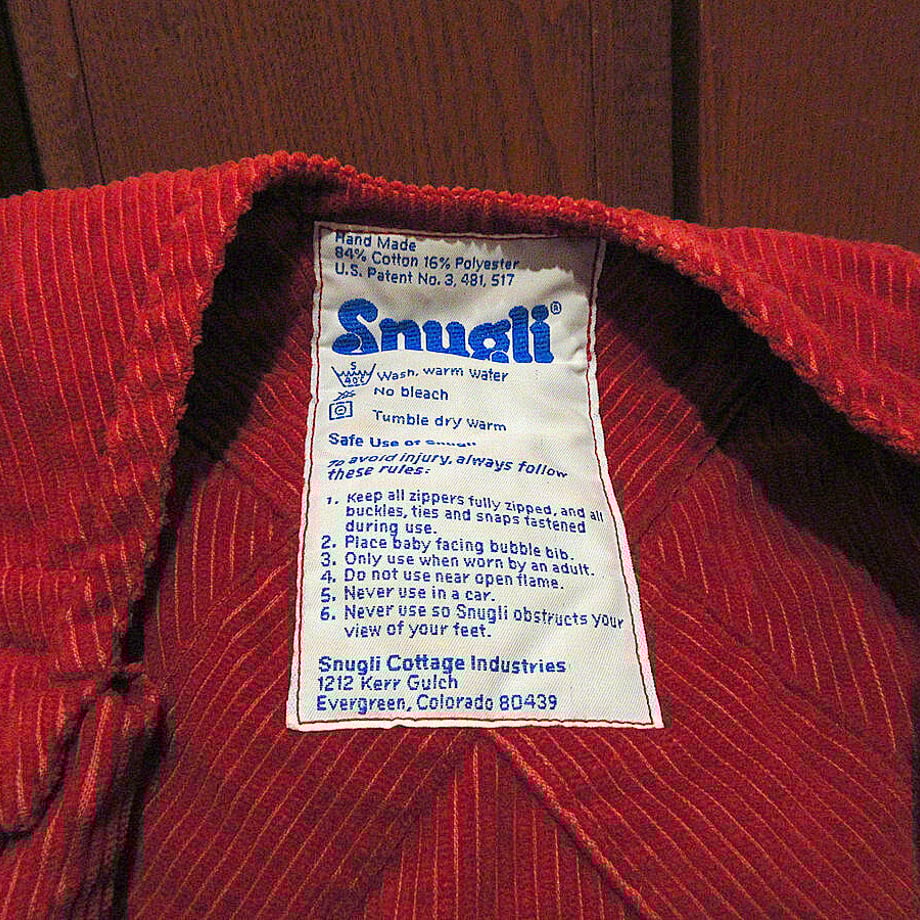 Hand Made
84% Cotton 16% Polyester
U.S. Patent No. 3, 481, 517
Snugli®
S
40°C
Wash, warm water
No bleach
Tumble dry warm
Safe Use of Snugli
To avoid injury, always follow
these rules:
1. Keep all zippers fully zipped, and all
buckles, ties and snaps fastened
during use.
2. Place baby facing bubble bib.
3. Only use when worn by an adult.
4. Do not use near open flame.
5. Never use in a car.
6. Never use so Snugli obstructs your
view of your feet.
Snugli Cottage Industries
1212 Kerr Gulch
Evergreen, Colorado 80439